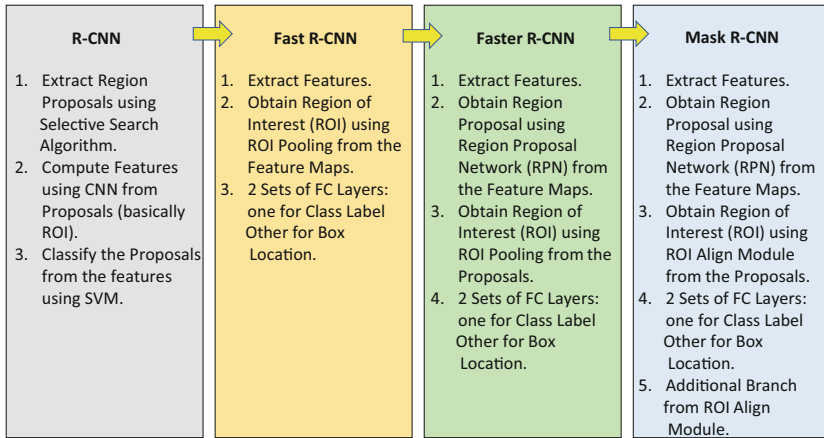 R-CNN
1. Extract Region
Proposals using
Selective Search
Algorithm.
2. Compute Features
using CNN from
Proposals (basically
ROI).
3. Classify the Proposals
from the features
using SVM.
Fast R-CNN
1. Extract Features.
2. Obtain Region of
Interest (ROI) using
ROI Pooling from the
Feature Maps.
3. 2 Sets of FC Layers:
one for Class Label
Other for Box
Location.
Faster R-CNN
1. Extract Features.
2. Obtain Region
Proposal using
Region Proposal
Network (RPN) from
the Feature Maps.
3. Obtain Region of
Interest (ROI) using
ROI Pooling from the
Proposals.
4. 2 Sets of FC Layers:
one for Class Label
Other for Box
Location.
Mask R-CNN
1. Extract Features.
2. Obtain Region
Proposal using
Region Proposal
Network (RPN) from
the Feature Maps.
3. Obtain Region of
Interest (ROI) using
ROI Align Module
from the Proposals.
4. 2 Sets of FC Layers:
one for Class Label
Other for Box
Location.
5. Additional Branch
from ROI Align
Module.